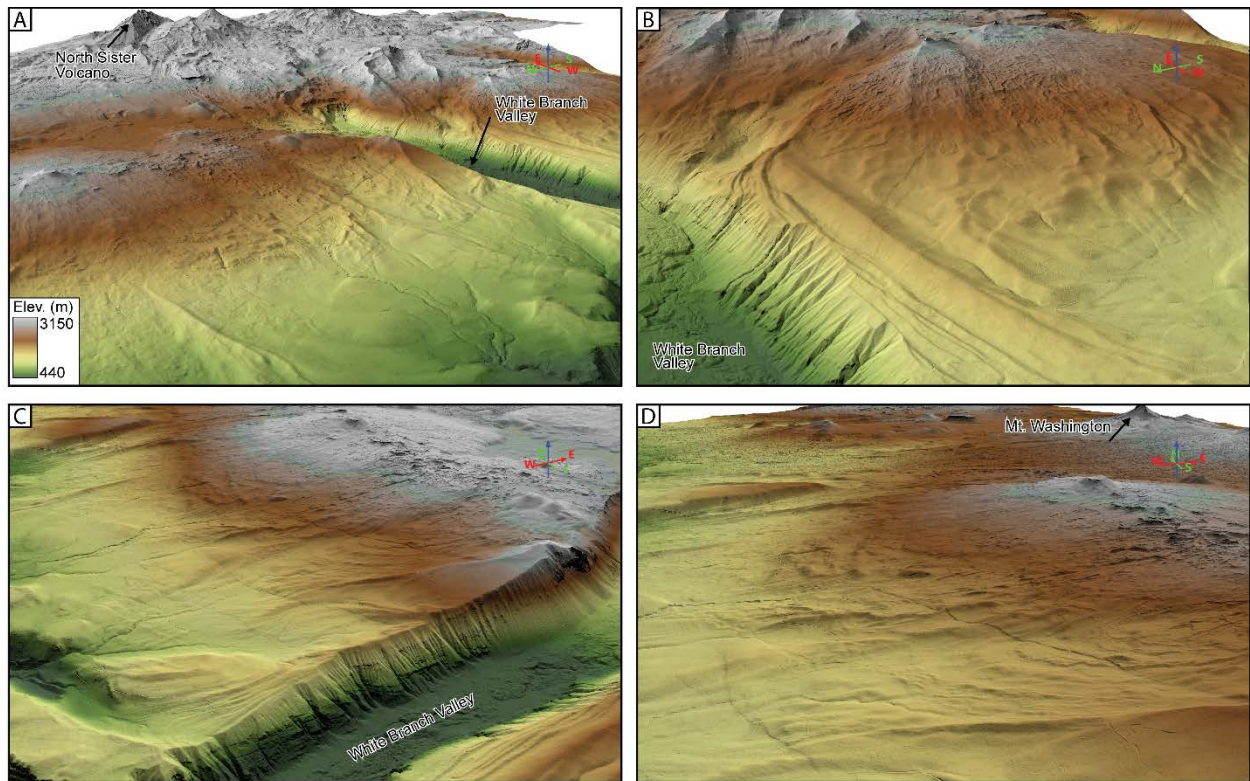 A
North Sister
Volcano
E
S
W
White Branch
Valley
Elev. (m)
3150
440
B
N
S
White Branch
Valley
C
W
E
White Branch Valley
D
Mt. Washington
E
S